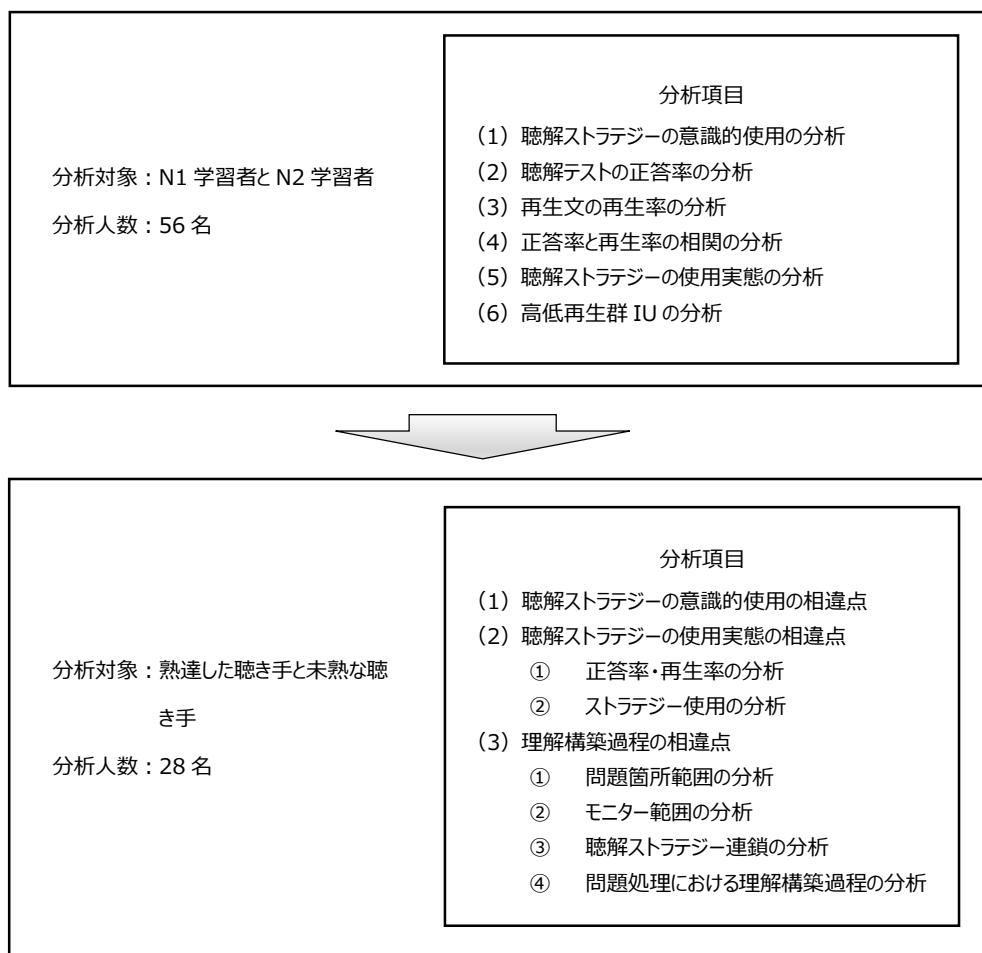 分析対象：N1 学習者と N2 学習者
分析人数：56 名
分析項目
（1）聴解ストラテジーの意識的使用の分析
（2）聴解テストの正答率の分析
（3）再生文の再生率の分析
（4）正答率と再生率の相関の分析
（5）聴解ストラテジーの使用実態の分析
（6）高低再生群 IU の分析
分析対象：熟達した聴き手と未熟な聴
き手
分析人数：28 名
分析項目
（1）聴解ストラテジーの意識的使用の相違点
（2）聴解ストラテジーの使用実態の相違点
① 正答率・再生率の分析
② ストラテジー使用の分析
（3）理解構築過程の相違点
① 問題箇所範囲の分析
② モニター範囲の分析
③ 聴解ストラテジー連鎖の分析
④ 問題処理における理解構築過程の分析